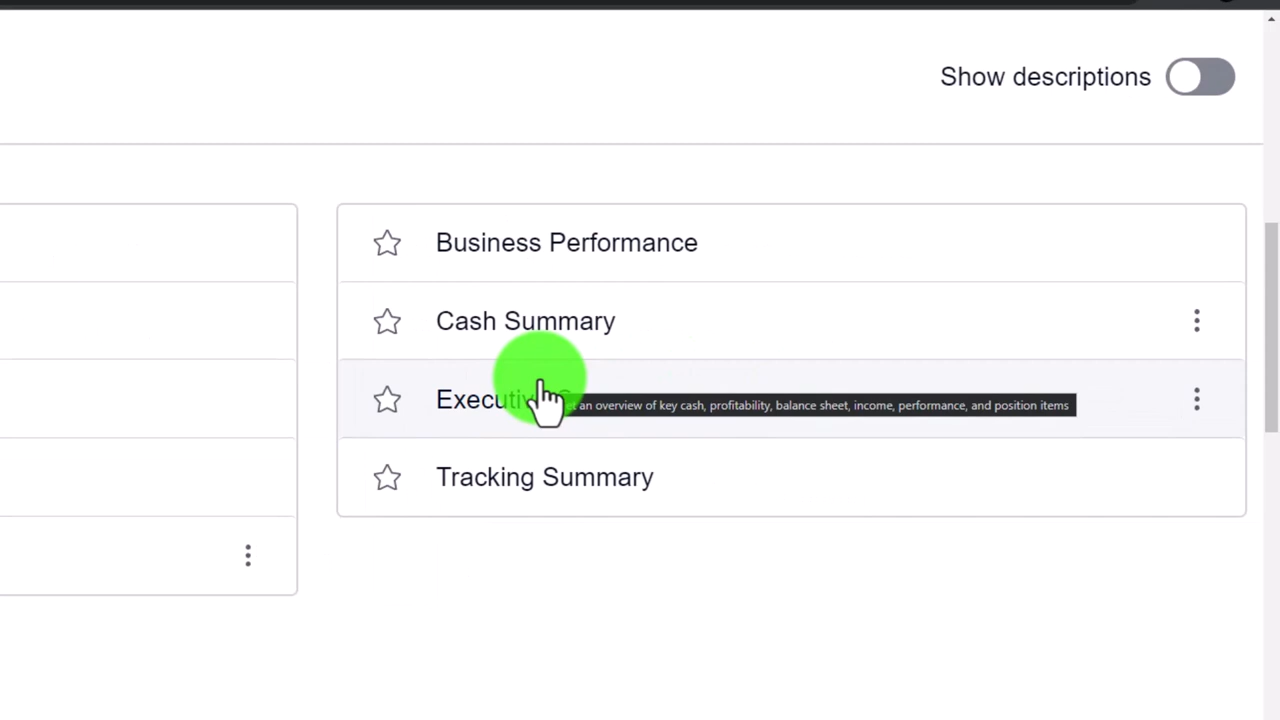 Show descriptions
Business Performance
Cash Summary
Executiv
an overview of key cash, profitability, balance sheet, income, performance, and position items
Tracking Summary